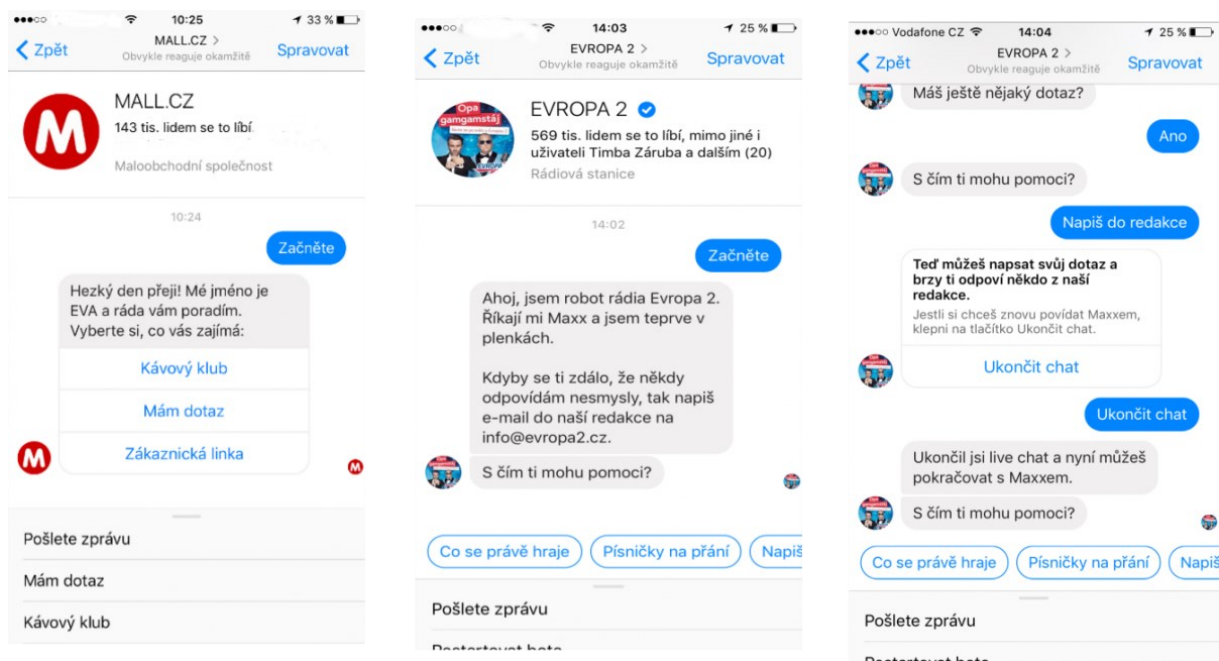 10:25
33 %
Zpět
MALL.CZ >
Obvykle reaguje okamžitě
Spravovat
M
MALL.CZ
143 tis. lidem se to líbí
Maloobchodní společnost
10:24
Začněte
Hezký den přeji! Mé jméno je
EVA a ráda vám poradím.
Vyberte si, co vás zajímá:
Kávový klub
Mám dotaz
Zákaznická linka
M
M
Pošlete zprávu
Mám dotaz
Kávový klub
14:03
25 %
Zpět
EVROPA 2 >
Obvykle reaguje okamžitě
Spravovat
Opa
gamgamstáj
EVROPA 2
569 tis. lidem se to líbí, mimo jiné i
uživateli Timba Záruba a dalším (20)
Rádiová stanice
14:02
Začněte
Ahoj, jsem robot rádia Evropa 2.
Říkají mi Maxx a jsem teprve v
plenkách.
Kdyby se ti zdálo, že někdy
odpovídám nesmysly, tak napiš
e-mail do naší redakce na
info@evropa2.cz.
S čím ti mohu pomoci?
Co se právě hraje
Písničky na přání
Napiš
Pošlete zprávu
Restartovat bota
Vodafone CZ
14:04
25 %
Zpět
EVROPA 2 >
Obvykle reaguje okamžitě
Spravovat
Máš ještě nějaký dotaz?
Ano
S čím ti mohu pomoci?
Napiš do redakce
Teď můžeš napsat svůj dotaz a
brzy ti odpoví někdo z naší
redakce.
Jestli si chceš znovu povídat Maxxem,
klepni na tlačítko Ukončit chat.
Ukončit chat
Ukončit chat
Ukončil jsi live chat a nyní můžeš
pokračovat s Maxxem.
S čím ti mohu pomoci?
Co se právě hraje
Písničky na přání
Napiš
Pošlete zprávu
Restartovat bota